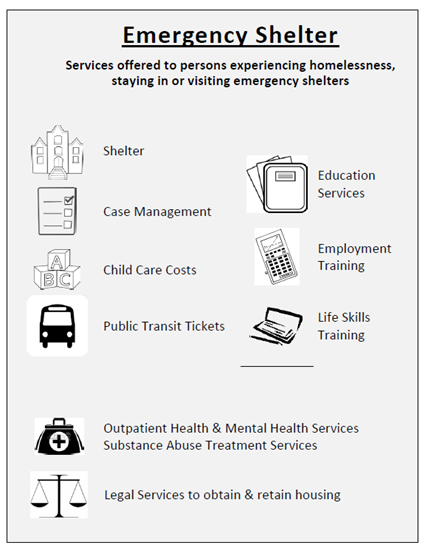 Emergency Shelter
Services offered to persons experiencing homelessness,
staying in or visiting emergency shelters
Shelter
Case Management
A
B C
Child Care Costs
Public Transit Tickets
Education
Services
Employment
Training
Life Skills
Training
Outpatient Health & Mental Health Services
Substance Abuse Treatment Services
Legal Services to obtain & retain housing